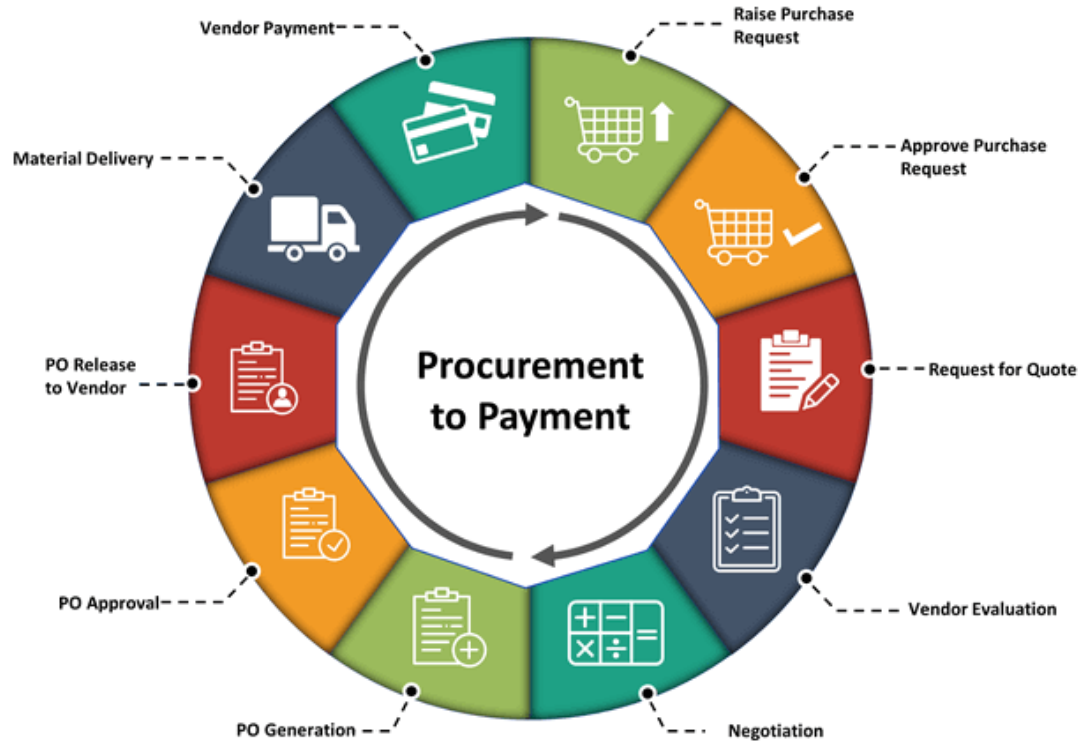 Procurement
to Payment
Raise Purchase
Request
Approve Purchase
Request
Request for Quote
Vendor Evaluation
Negotiation
PO Generation
PO Approval
PO Release
to Vendor
Material Delivery
Vendor Payment